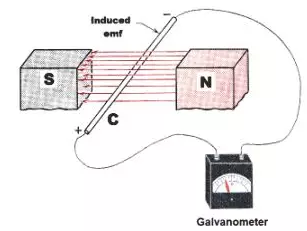 Induced
emf
−
S
N
+
C
Galvanometer